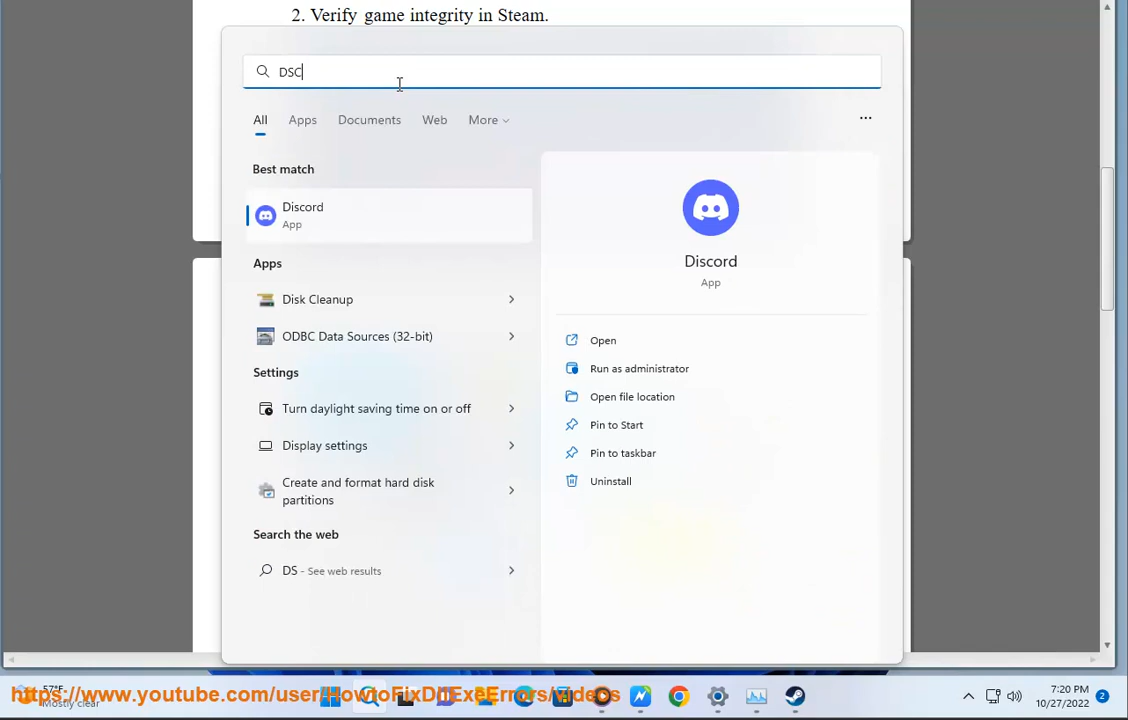 2. Verify game integrity in Steam.
DSC
All Apps Documents Web More
Best match
Discord
App
Discord
App
Apps
Disk Cleanup
ODBC Data Sources (32-bit)
Open
Run as administrator
Settings
Open file location
Turn daylight saving time on or off
Pin to Start
Display settings
Pin to taskbar
Create and format hard disk
partitions
Uninstall
Search the web
DS - See web results
57°F
Mostly clear
https://www.youtube.com/user/HowtoFixDllExeErrors/videos
7:20 PM
10/27/2022
2